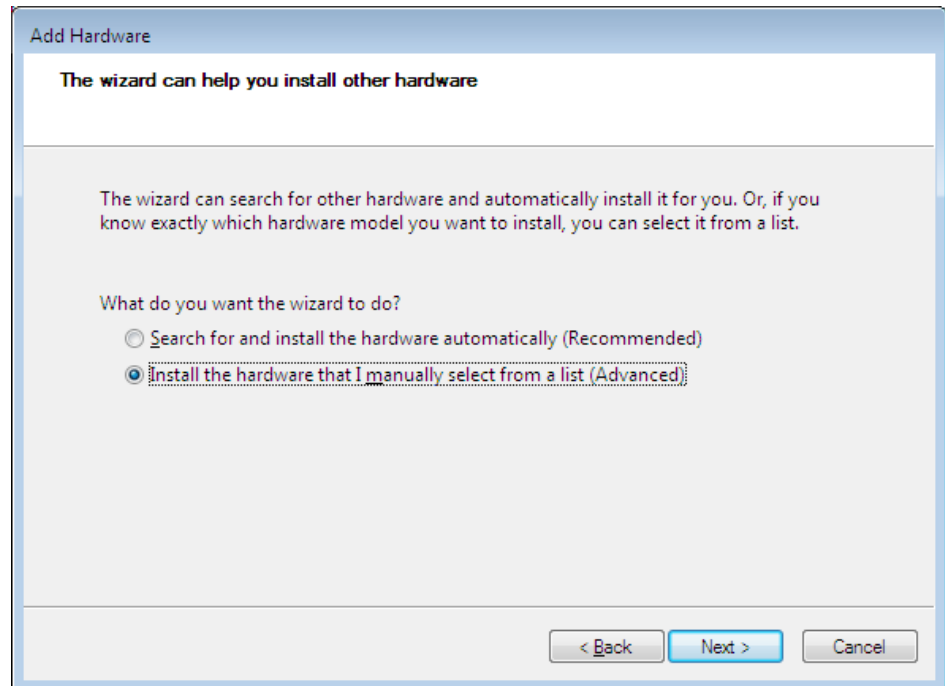 Add Hardware
The wizard can help you install other hardware
The wizard can search for other hardware and automatically install it for you. Or, if you
know exactly which hardware model you want to install, you can select it from a list.
What do you want the wizard to do?
Search for and install the hardware automatically (Recommended)
Install the hardware that I manually select from a list (Advanced)
< Back Next > Cancel